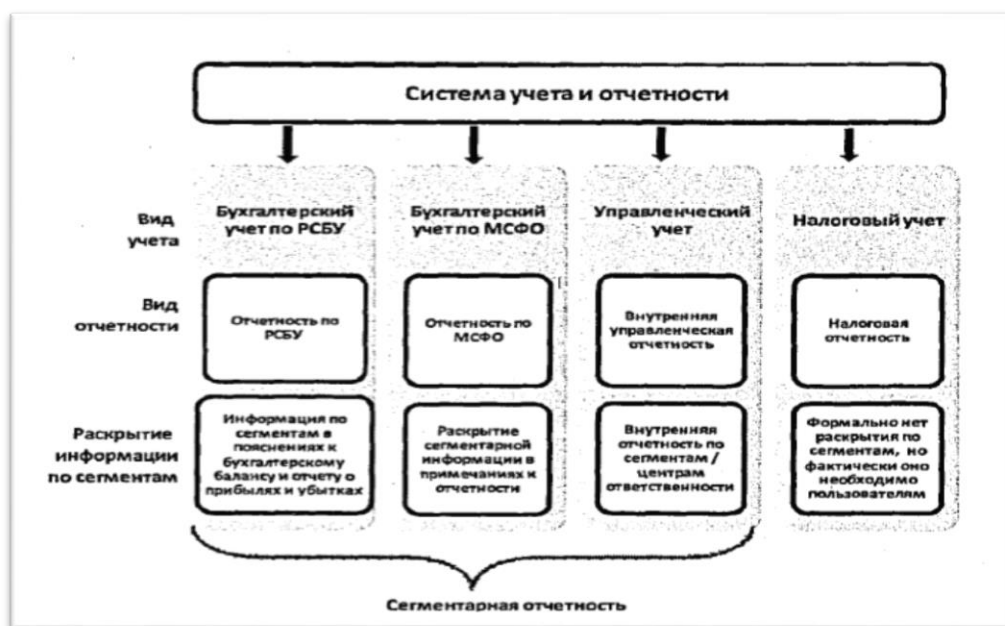 Система учета и отчетности
Вид
учета
Бухгалтерский
учет по РСБУ
Бухгалтерский
учет по МСФО
Управленческий
учет
Налоговый учет
Вид
отчетности
Отчетность по
РСБУ
Отчетность по
МСФО
Внутренняя
управленческая
отчетность
Налоговая
отчетность
Раскрытие
информации
по сегментам
Информация по
сегментам в
пояснениях к
бухгалтерскому
балансу и отчету о
прибылях и убытках
Раскрытие
сегментарной
информации в
примечаниях к
отчетности
Внутренняя
отчетность по
сегментам /
центрам
ответственности
Формально нет
раскрытия по
сегментам, но
фактически оно
необходимо
пользователям
Сегментарная отчетность